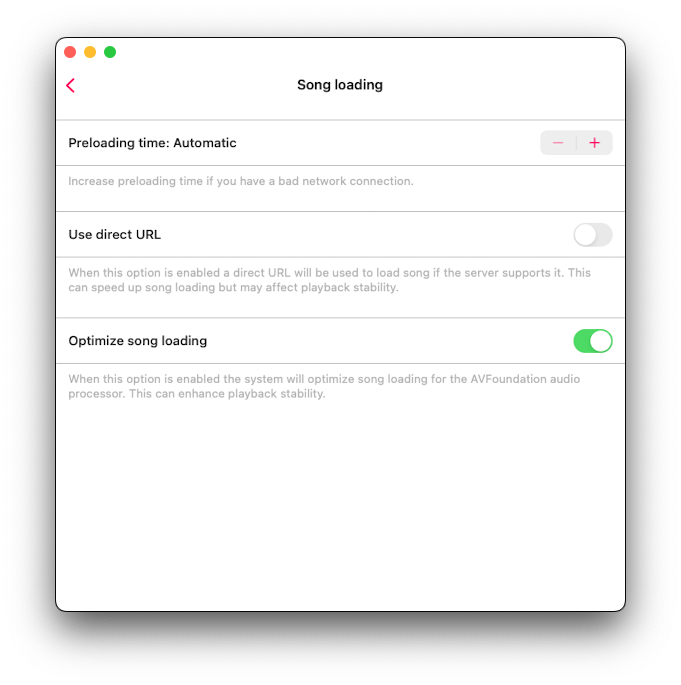 Song loading
Preloading time: Automatic
Increase preloading time if you have a bad network connection.
Use direct URL
When this option is enabled a direct URL will be used to load song if the server supports it. This
can speed up song loading but may affect playback stability.
Optimize song loading
When this option is enabled the system will optimize song loading for the AVFoundation audio
processor. This can enhance playback stability.